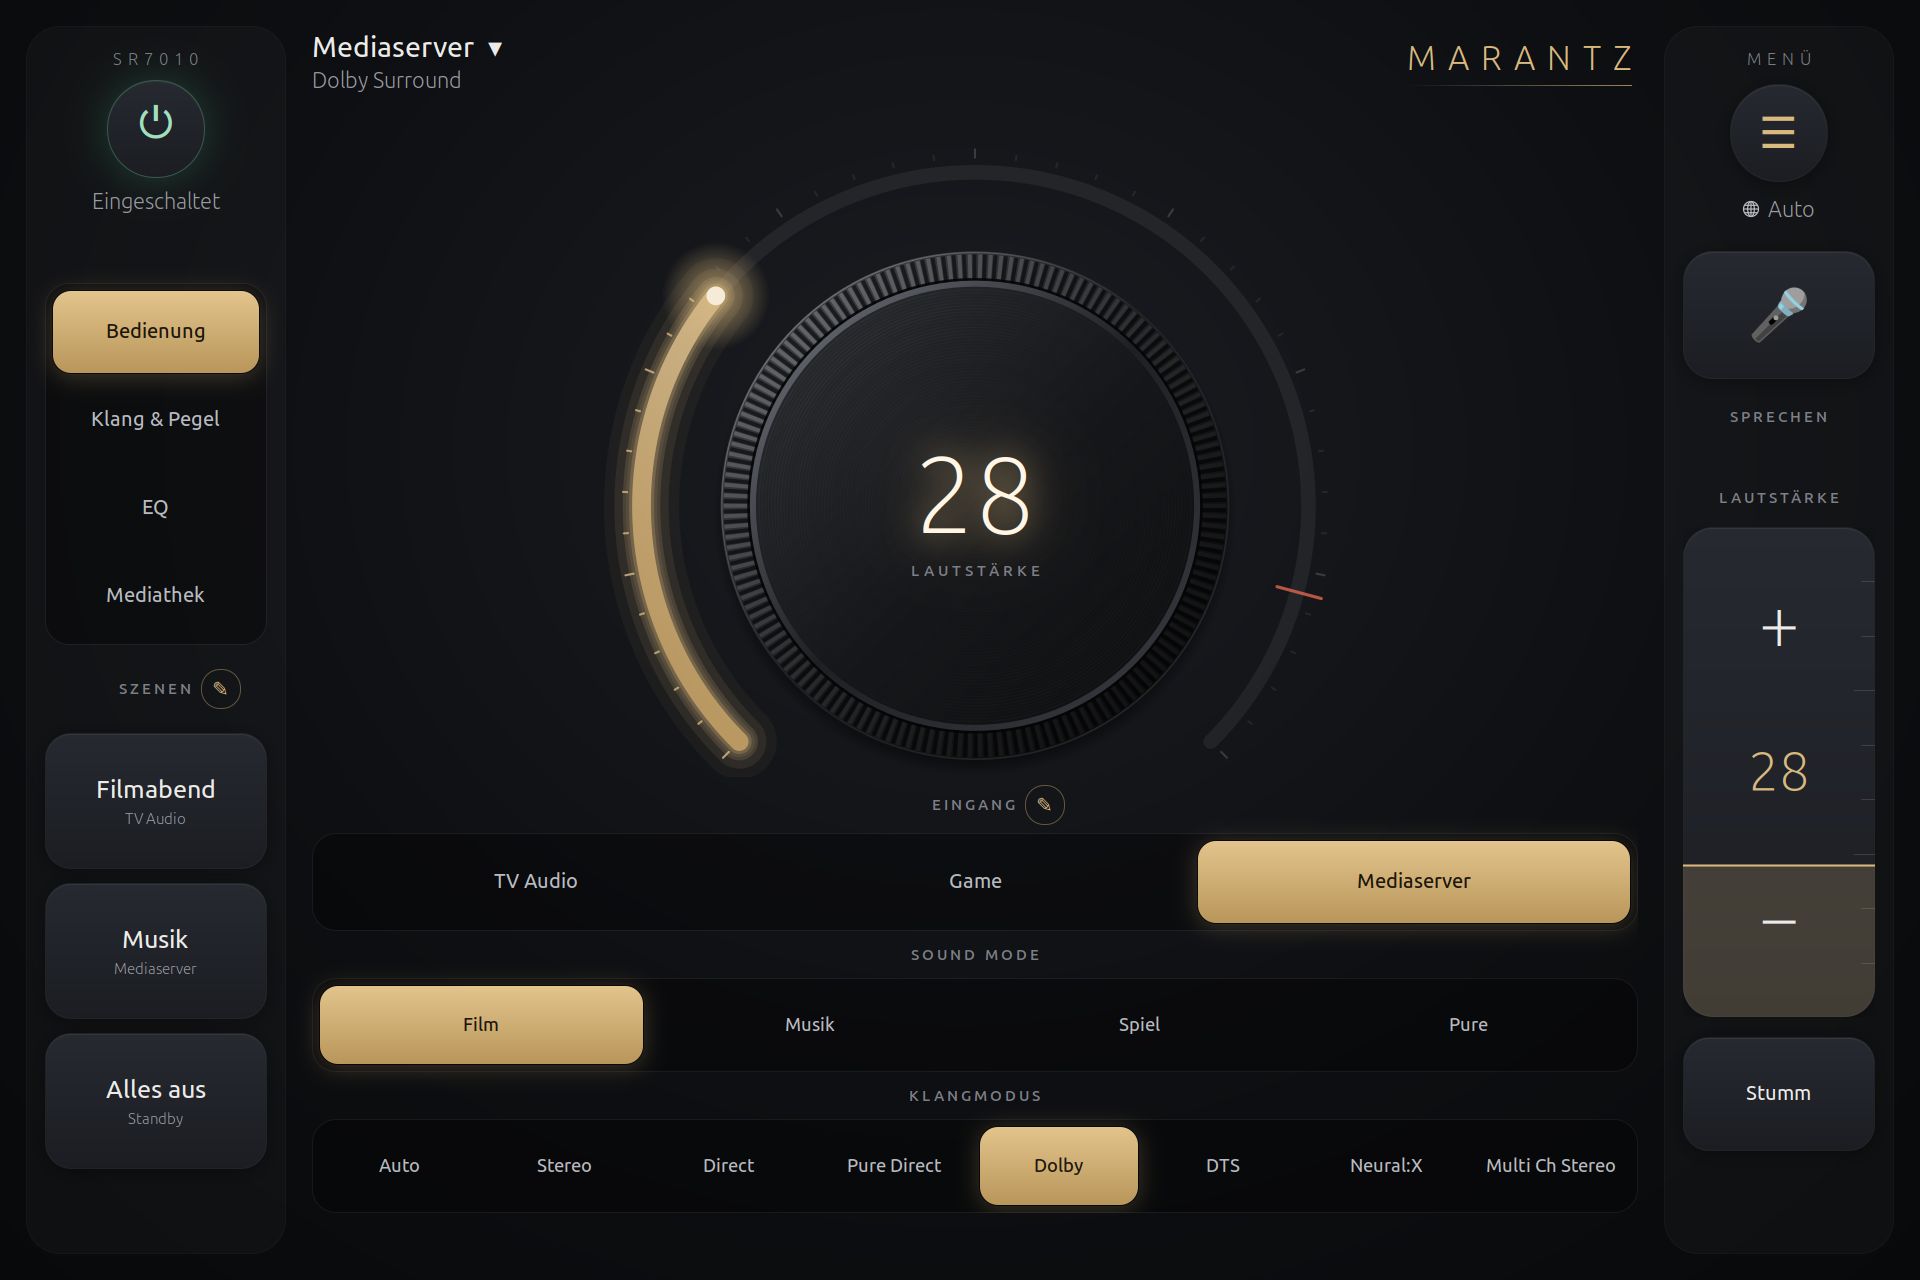 SR7010
Eingeschaltet
Bedienung
Klang & Pegel
EQ
Mediathek
SZENEN
Filmabend
TV Audio
Musik
Mediaserver
Alles aus
Standby
Mediaserver ▼
Dolby Surround
MARANTZ
28
LAUTSTÄRKE
EINGANG
TV Audio
Game
Mediaserver
SOUND MODE
Film
Musik
Spiel
Pure
KLANGMODUS
Auto
Stereo
Direct
Pure Direct
Dolby
DTS
Neural:X
Multi Ch Stereo
MENÜ
Auto
SPRECHEN
LAUTSTÄRKE
+
28
−
Stumm